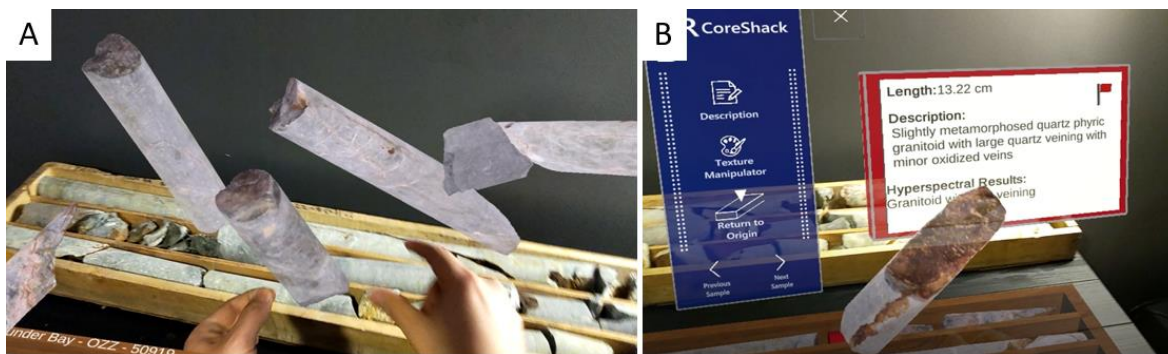 A
under Bay - OZZ - 50919
B
R CoreShack
Description
Texture
Manipulator
Return to
Origin
Previous
Sample
Next
Sample
Length:13.22 cm
Description:
Slightly metamorphosed quartz phyric
granitoid with large quartz veining with
minor oxidized veins
Hyperspectral Results:
Granitoid veining